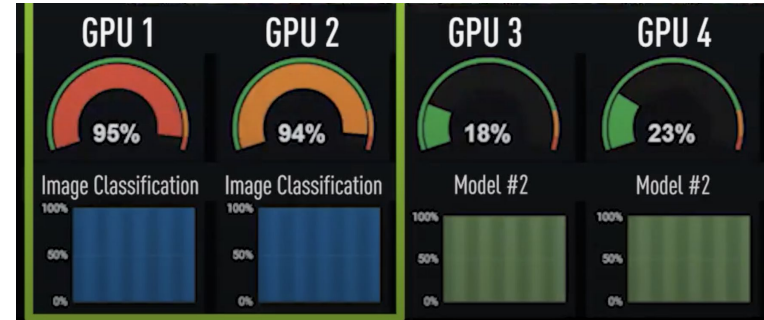 GPU 1 GPU 2 GPU 3 GPU 4
95% 94% 18% 23%
Image Classification Image Classification Model #2 Model #2
100% 100% 100% 100%
50% 50% 50% 50%
0% 0% 0% 0%